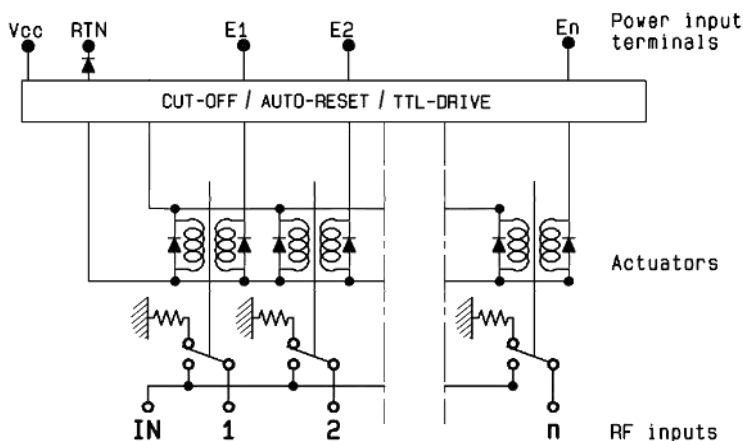 Vcc RTN E1 E2 En Power input
terminals
CUT-OFF / AUTO-RESET / TTL-DRIVE
Actuators
IN 1 2 n RF inputs